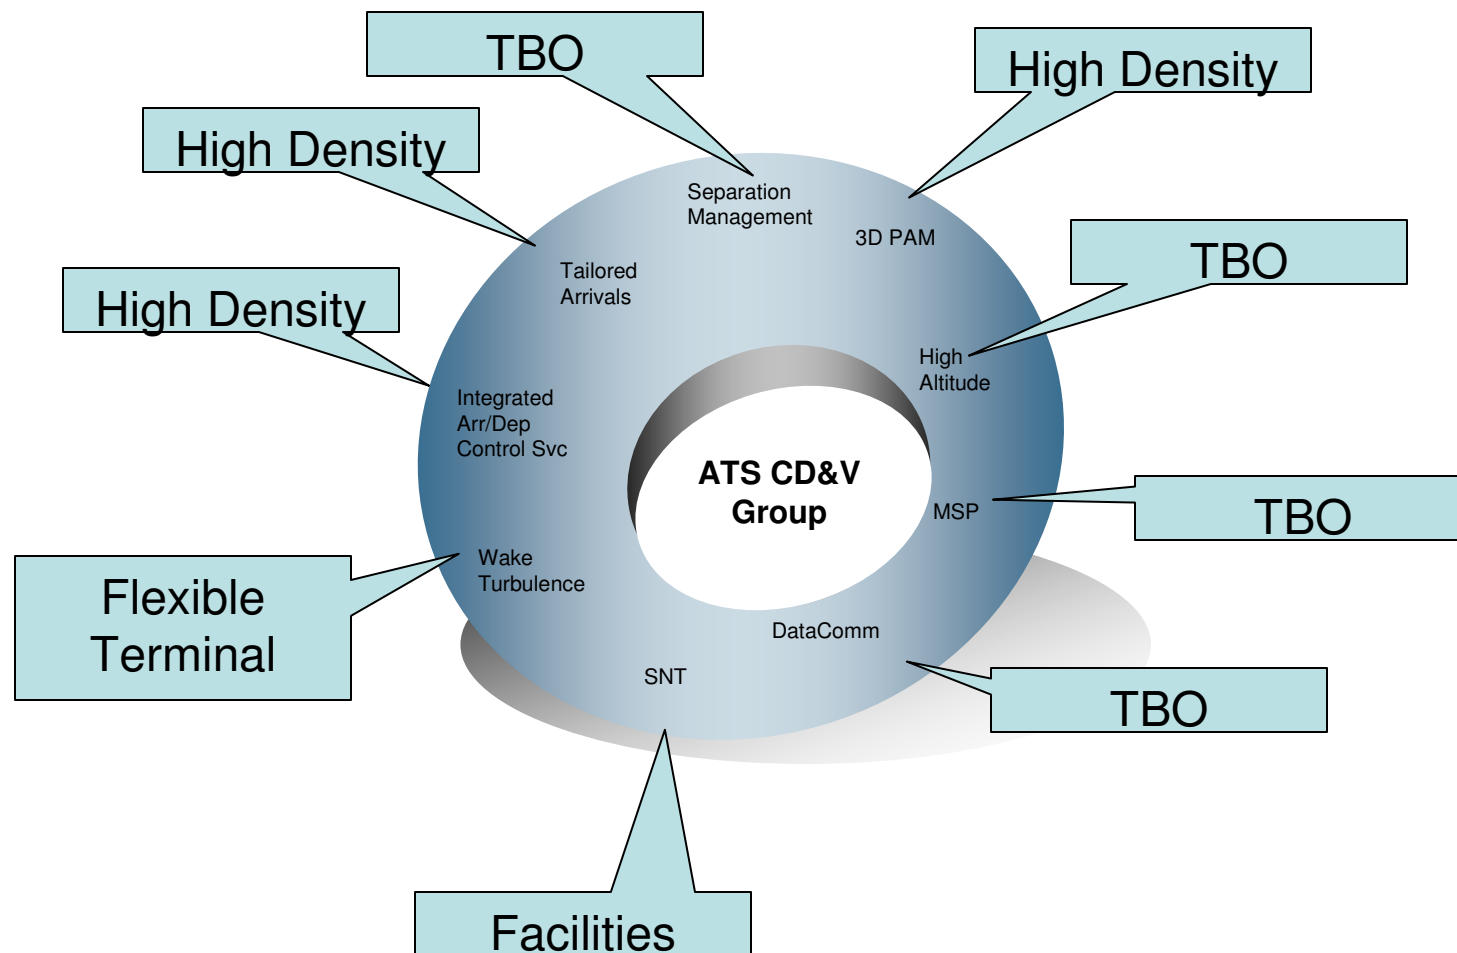 TBO
High Density
High Density
Separation
Management
3D PAM
TBO
Tailored
Arrivals
High Density
High
Altitude
Integrated
Arr/Dep
Control Svc
ATS CD&V
Group
MSP
TBO
Wake
Turbulence
Flexible
Terminal
DataComm
SNT
TBO
Facilities